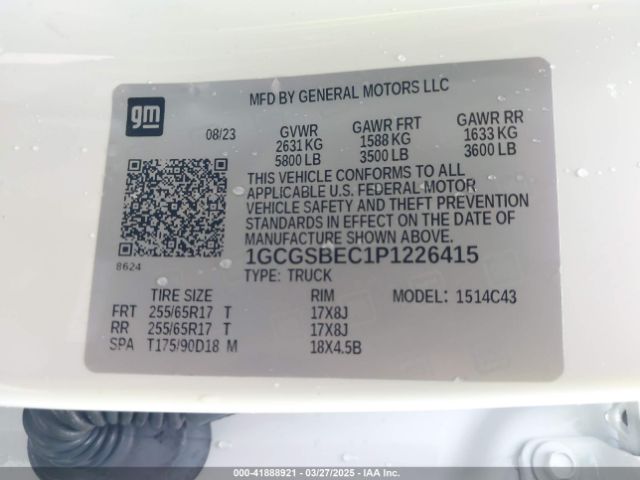 MFD BY GENERAL MOTORS LLC
gm
08/23 GVWR GAWR FRT GAWR RR
2631 KG 1588 KG 1633 KG
5800 LB 3500 LB 3600 LB
THIS VEHICLE CONFORMS TO ALL
APPLICABLE U.S. FEDERAL MOTOR
VEHICLE SAFETY AND THEFT PREVENTION
STANDARDS IN EFFECT ON THE DATE OF
MANUFACTURE SHOWN ABOVE.
8624 1GCGSBEC1P1226415
TYPE: TRUCK
TIRE SIZE RIM MODEL: 1514C43
FRT 255/65R17 T 17X8J
RR 255/65R17 T 17X8J
SPA T175/90D18 M 18X4.5B
000-41888921 | 03/27/2025 | IAA Inc.